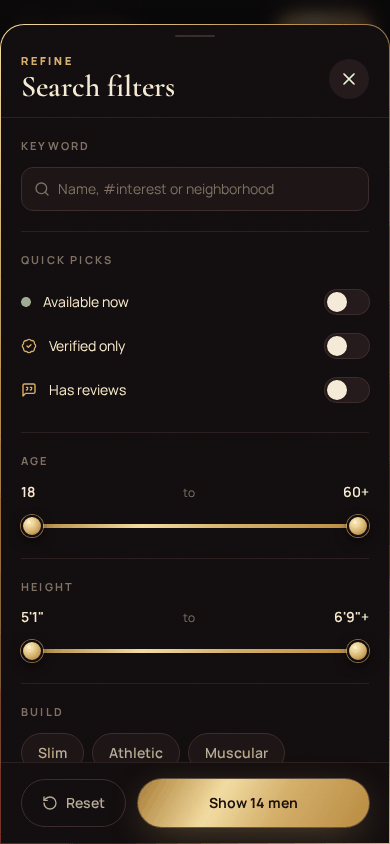 REFINE
Search filters
KEYWORD
Name, #interest or neighborhood
QUICK PICKS
Available now
Verified only
Has reviews
AGE
18 to 60+
HEIGHT
5'1" to 6'9"+
BUILD
Slim Athletic Muscular
Reset Show 14 men